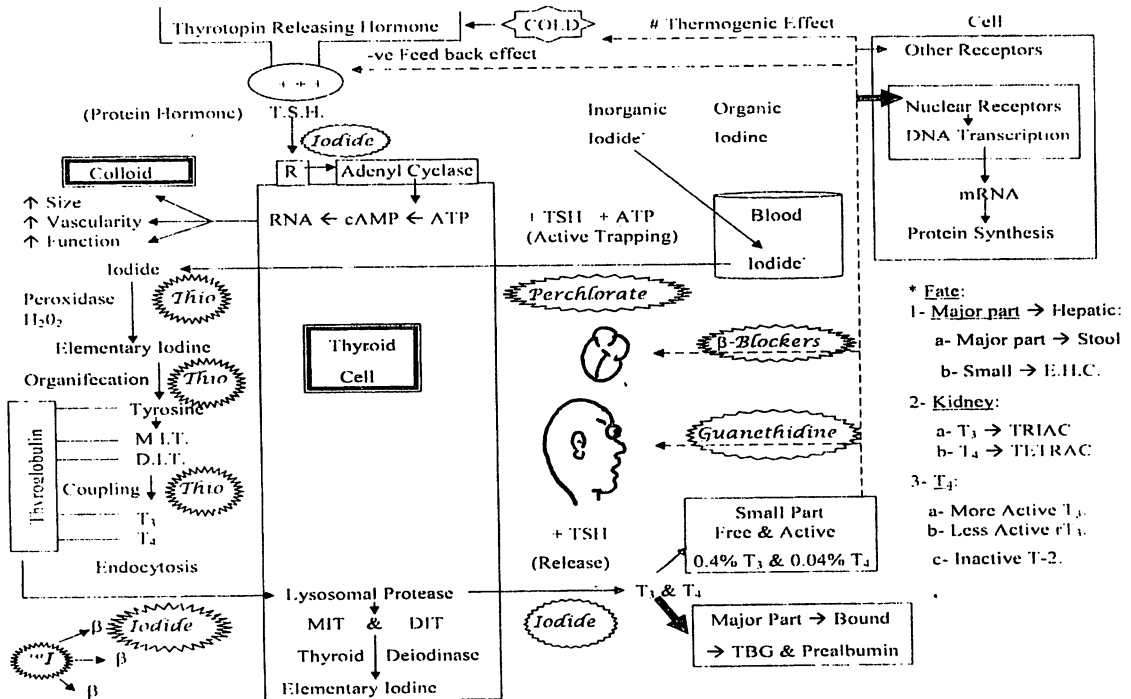 Thyrotopin Releasing Hormone
COLD
# Thermogenic Effect
-ve Feed back effect
+ + +
(Protein Hormone) T.S.H.
Iodide
R
Adenyl Cyclase
Colloid
↑ Size
↑ Vascularity
↑ Function
RNA ← cAMP ← ATP
Inorganic
Iodide-
Organic
Iodine
+ TSH + ATP
(Active Trapping)
Blood
Iodide-
Cell
Other Receptors
Nuclear Receptors
DNA Transcription
mRNA
Protein Synthesis
Iodide
Peroxidase
H2O2
Thio
Perchlorate
Elementary Iodine
Organifecation
Thio
Thyroid
Cell
β-Blockers
Guanethidine
Thyroglobulin
Tyrosine
M.I.T.
D.I.T.
Coupling
Thio
T3
T4
Endocytosis
+ TSH
(Release)
Small Part
Free & Active
0.4% T3 & 0.04% T4
Lysosomal Protease
T3 & T4
MIT & DIT
Thyroid Deiodinase
Elementary Iodine
Iodide
Major Part → Bound
→ TBG & Prealbumin
β
Iodide
β
β
* Fate:
1- Major part → Hepatic:
a- Major part → Stool
b- Small → E.H.C.
2- Kidney:
a- T3 → TRIAC
b- T4 → TETRAC
3- T4:
a- More Active T3.
b- Less Active rT3.
c- Inactive T-2.